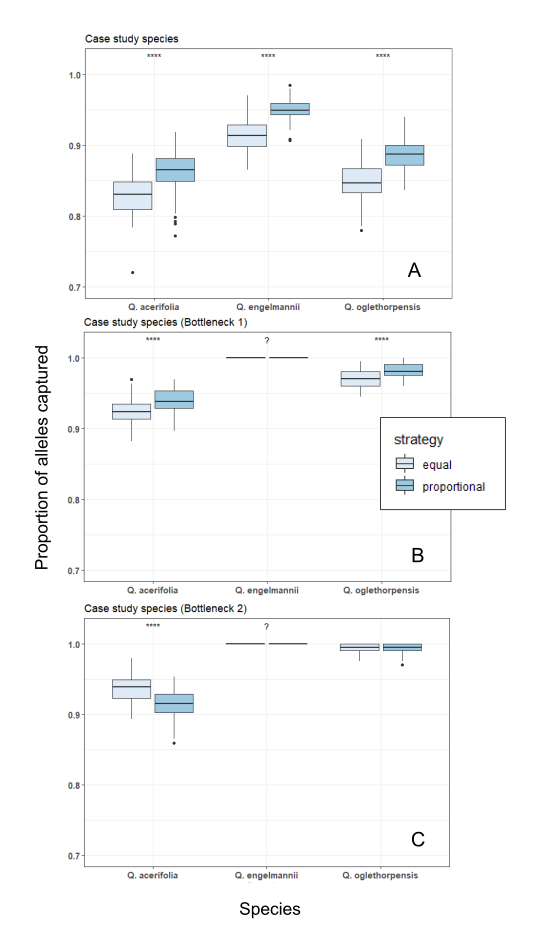 Case study species
**** **** ****
1.0
0.9
0.8
0.7
A
Q. acerifolia Q. engelmannii Q. oglethorpensis
Case study species (Bottleneck 1)
**** ? ****
1.0
0.9
0.8
0.7
B
Q. acerifolia Q. engelmannii Q. oglethorpensis
strategy
equal
proportional
Case study species (Bottleneck 2)
**** ?
1.0
0.9
0.8
0.7
C
Q. acerifolia Q. engelmannii Q. oglethorpensis
Proportion of alleles captured
Species